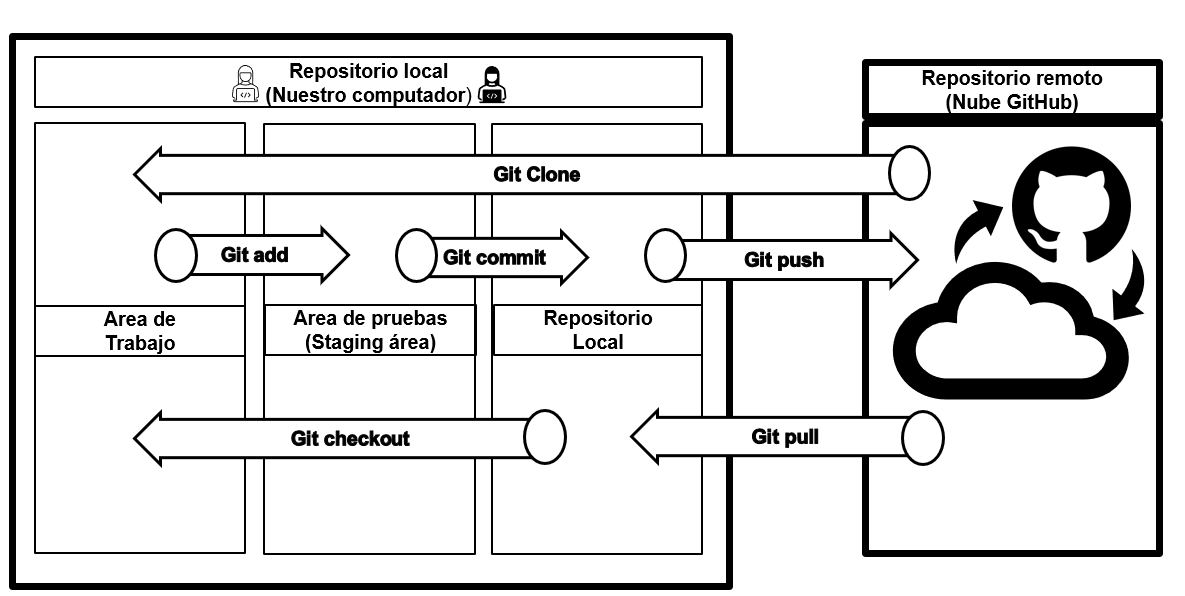 Repositorio local
(Nuestro computador)
</>
</>
Repositorio remoto
(Nube GitHub)
Git Clone
Git add
Git commit
Git push
Area de
Trabajo
Area de pruebas
(Staging área)
Repositorio
Local
Git checkout
Git pull